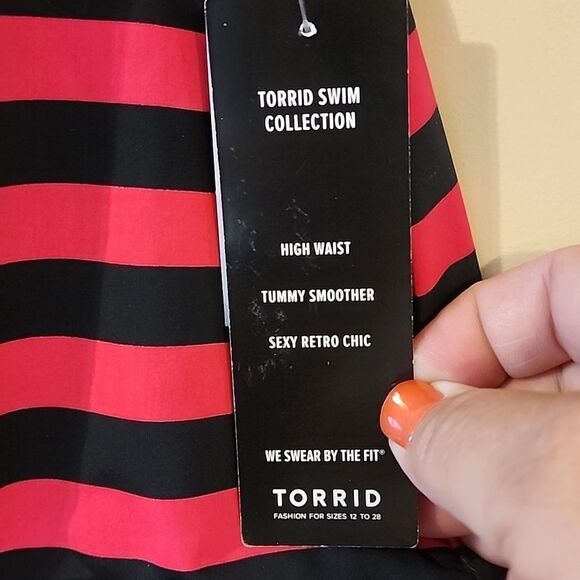 TORRID SWIM
COLLECTION
HIGH WAIST
TUMMY SMOOTHER
SEXY RETRO CHIC
WE SWEAR BY THE FIT®
TORRID
FASHION FOR SIZES 12 TO 28